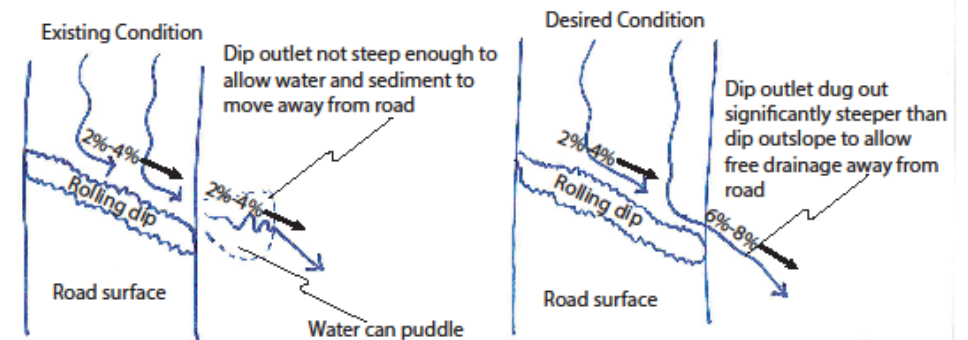 Existing Condition
Dip outlet not steep enough to
allow water and sediment to
move away from road
2%-4%
Rolling dip
2%-4%
Road surface
Water can puddle
Desired Condition
Dip outlet dug out
significantly steeper than
dip outslope to allow
free drainage away from
road
2%-4%
Rolling dip
6%-8%
Road surface